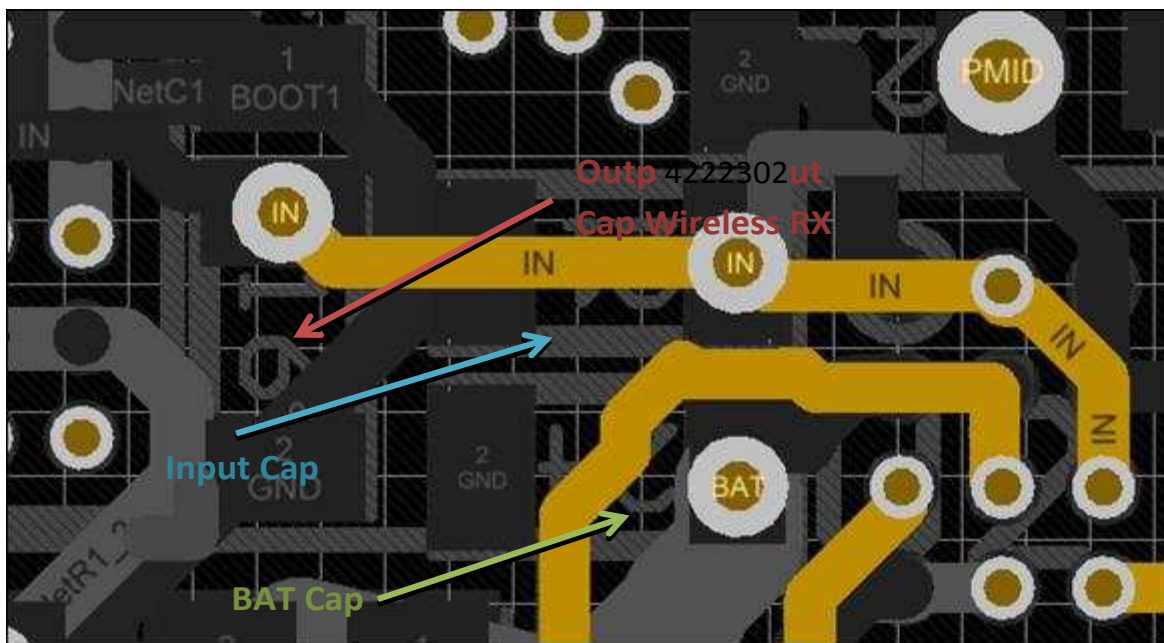 1
2
GND
PMID
NetC1
BOOT1
IN
Outp 4222302ut
Cap Wireless RX
IN
IN
IN
IN
IN
IN
2
GND
2
GND
Input Cap
BAT
BAT Cap